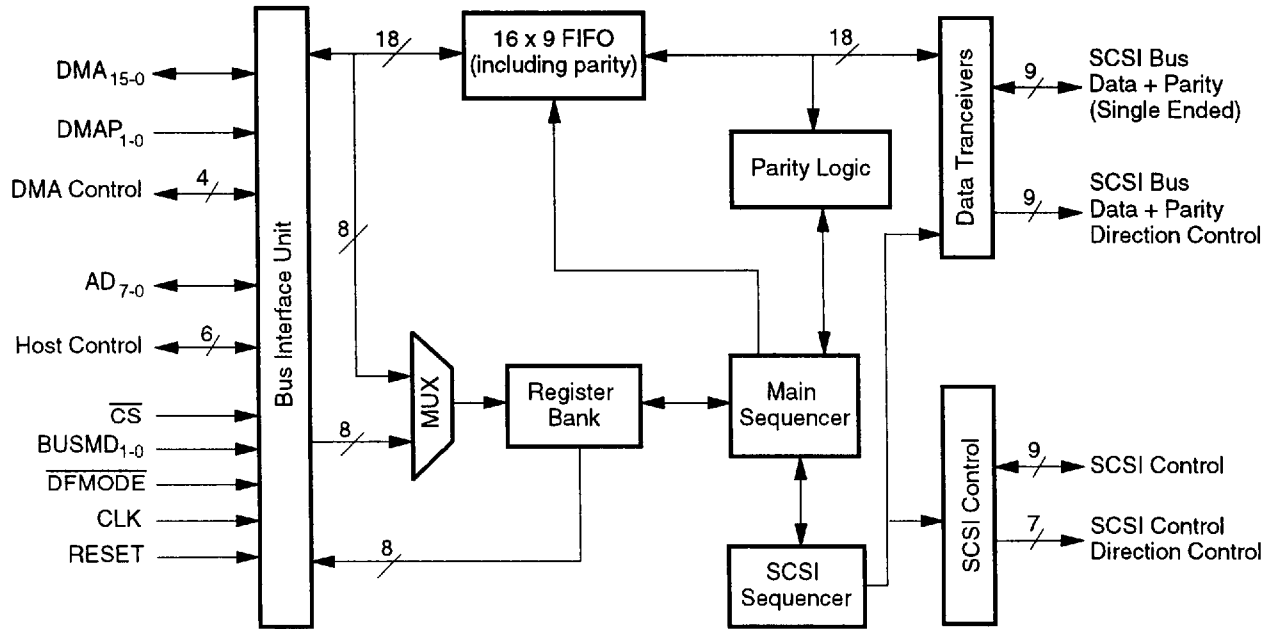 DMA15-0
DMAP1-0
DMA Control
4
AD7-0
Host Control
6
CS
BUSMD1-0
DFMODE
CLK
RESET
Bus Interface Unit
18
8
8
8
MUX
16 x 9 FIFO
(including parity)
Register
Bank
18
Parity Logic
Main
Sequencer
SCSI
Sequencer
Data Tranceivers
9
SCSI Bus
Data + Parity
(Single Ended)
9
SCSI Bus
Data + Parity
Direction Control
SCSI Control
9
SCSI Control
7
SCSI Control
Direction Control